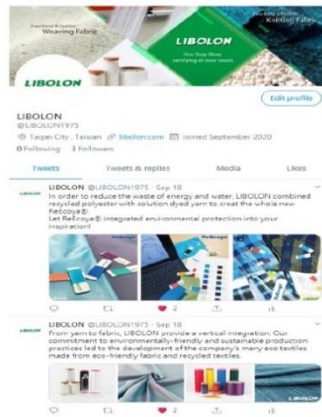 Weaving Fabric
Knitting Fabric
LIBOLON
One Stop Shop
satisfying all your needs
LIBOLON
Edit profile
LIBOLON
@LIBOLON1975
Taipei City, Taiwan libolon.com Joined September 2020
0 Following 3 Followers
Tweets Tweets & replies Media Likes
LIBOLON @LIBOLON1975 · Sep 18
In order to reduce the waste of energy and water, LIBOLON combined
recycled polyester with solution dyed yarn to creat the whole new
ReEcoya®.
Let ReEcoya® integrated environmental protection into your
inspiration!
2
LIBOLON @LIBOLON1975 · Sep 18
From yarn to fabric, LIBOLON provide a vertical integration. Our
commitment to environmentally-friendly and sustainable production
practices led to the development of the company's many eco textiles
made from eco-friendly fabric and recycled textiles.
LIBOLON
2